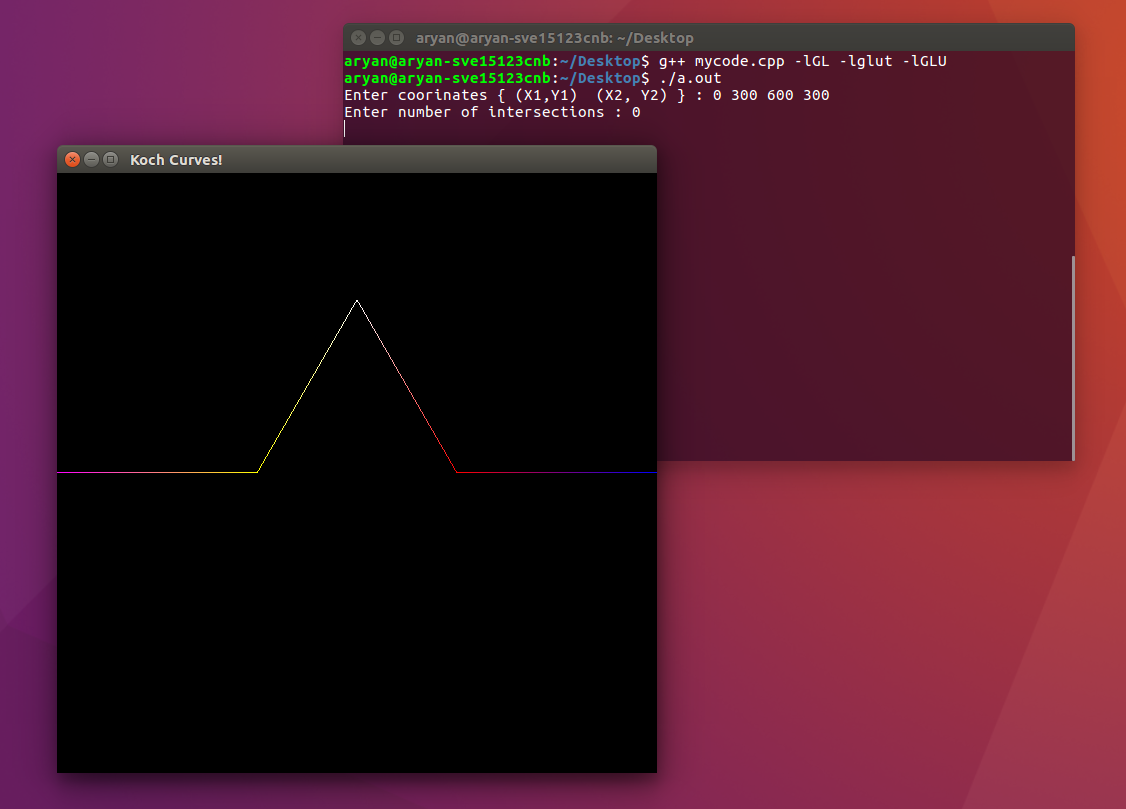 aryan@aryan-sve15123cnb: ~/Desktop
aryan@aryan-sve15123cnb:~/Desktop$ g++ mycode.cpp -lGL -lglut -lGLU
aryan@aryan-sve15123cnb:~/Desktop$ ./a.out
Enter coorinates { (X1,Y1)  (X2, Y2) } : 0 300 600 300
Enter number of intersections : 0
Koch Curves!